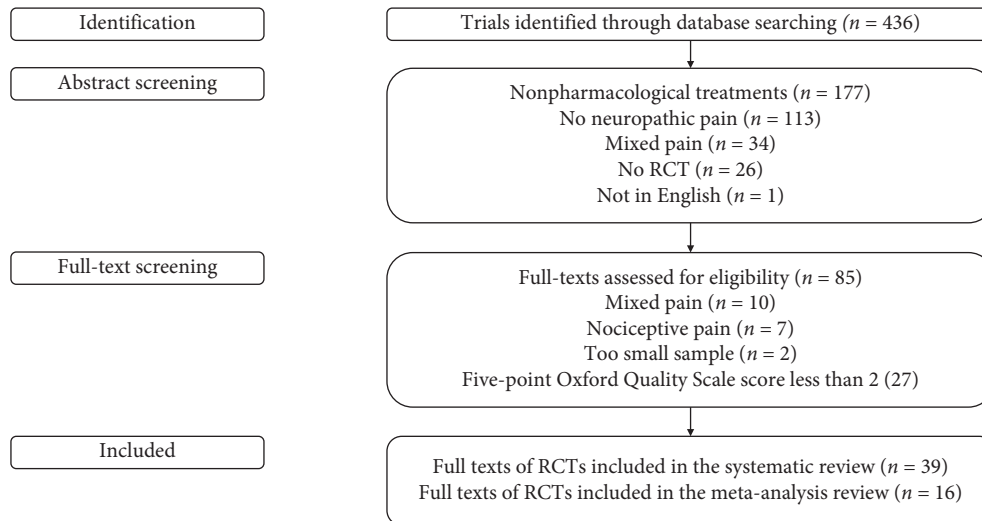 Identification
Trials identified through database searching (n = 436)
Abstract screening
Nonpharmacological treatments (n = 177)
No neuropathic pain (n = 113)
Mixed pain (n = 34)
No RCT (n = 26)
Not in English (n = 1)
Full-text screening
Full-texts assessed for eligibility (n = 85)
Mixed pain (n = 10)
Nociceptive pain (n = 7)
Too small sample (n = 2)
Five-point Oxford Quality Scale score less than 2 (27)
Included
Full texts of RCTs included in the systematic review (n = 39)
Full texts of RCTs included in the meta-analysis review (n = 16)